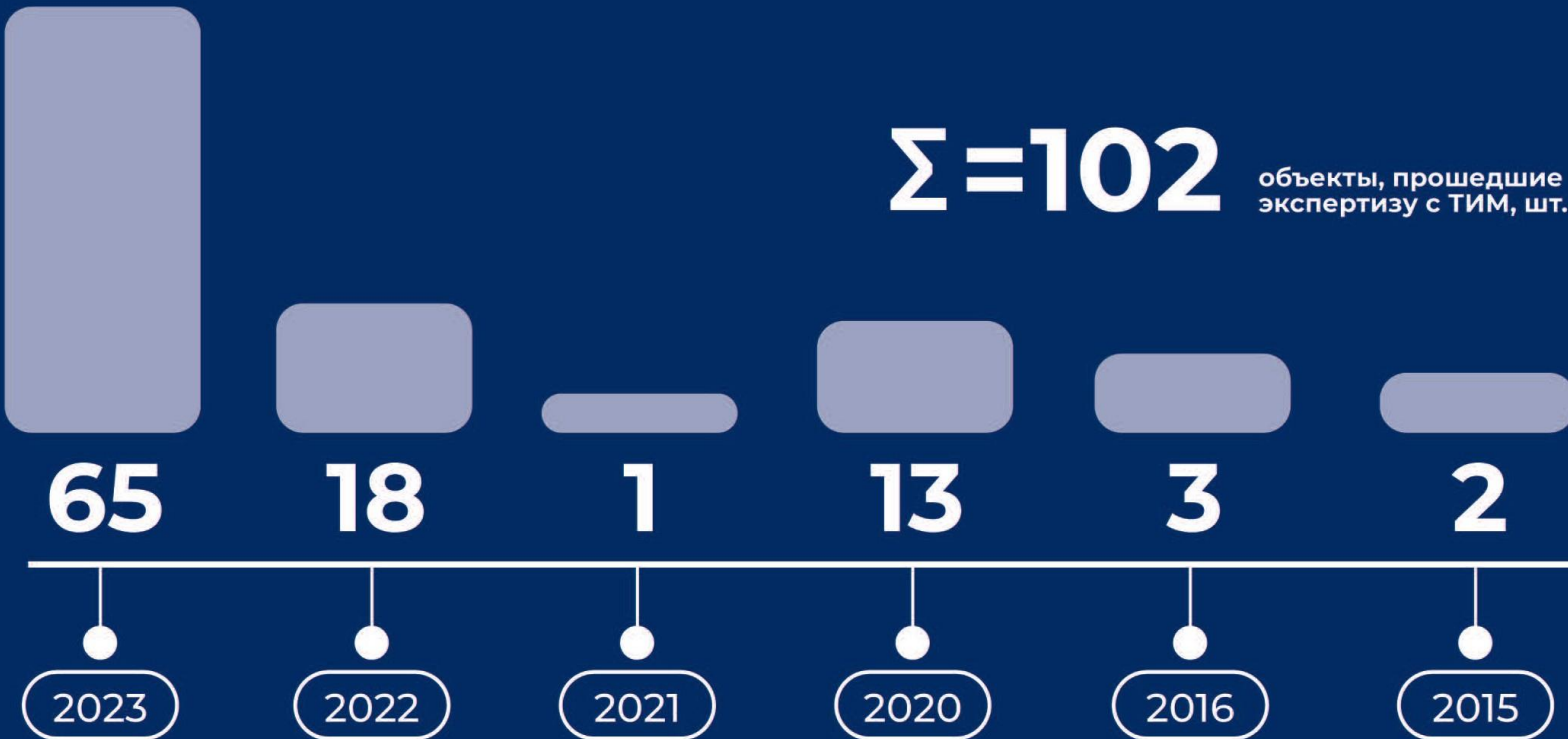 Σ =102
объекты, прошедшие
экспертизу с ТИМ, шт.
65 18 1 13 3 2
2023 2022 2021 2020 2016 2015